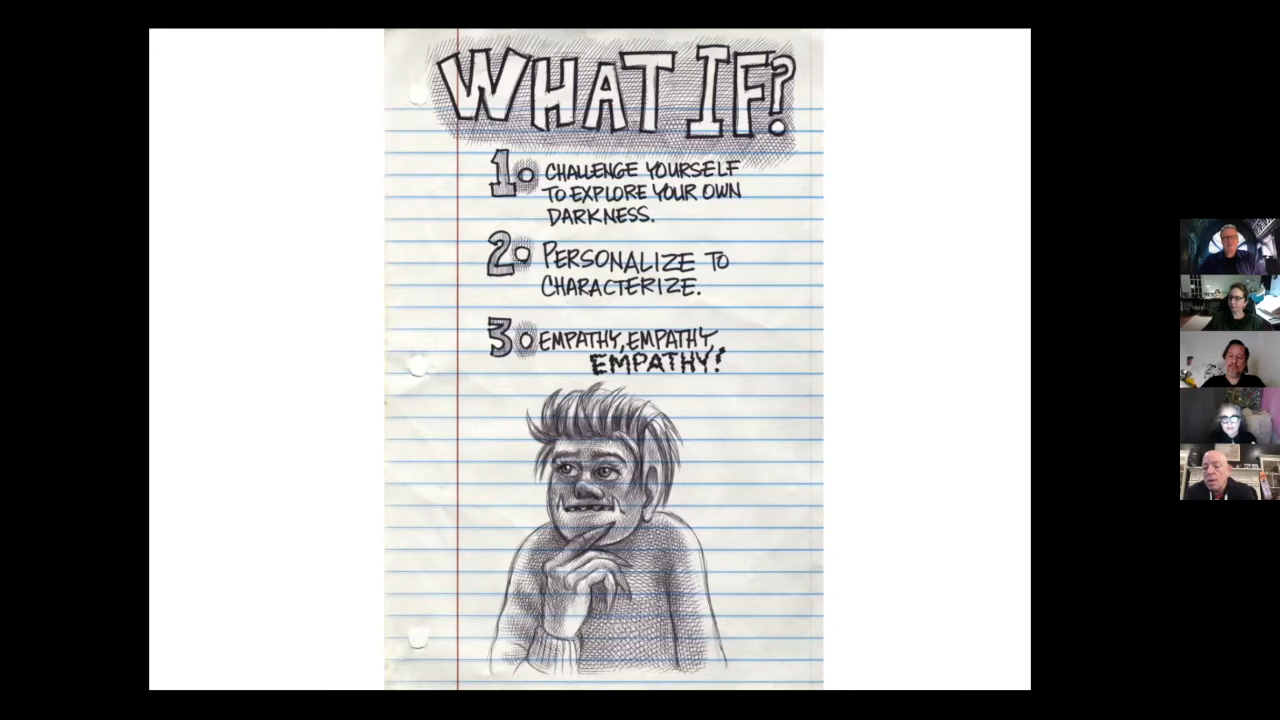 WHAT IF?
1. CHALLENGE YOURSELF
TO EXPLORE YOUR OWN
DARKNESS.
2. PERSONALIZE TO
CHARACTERIZE.
3. EMPATHY, EMPATHY,
EMPATHY!